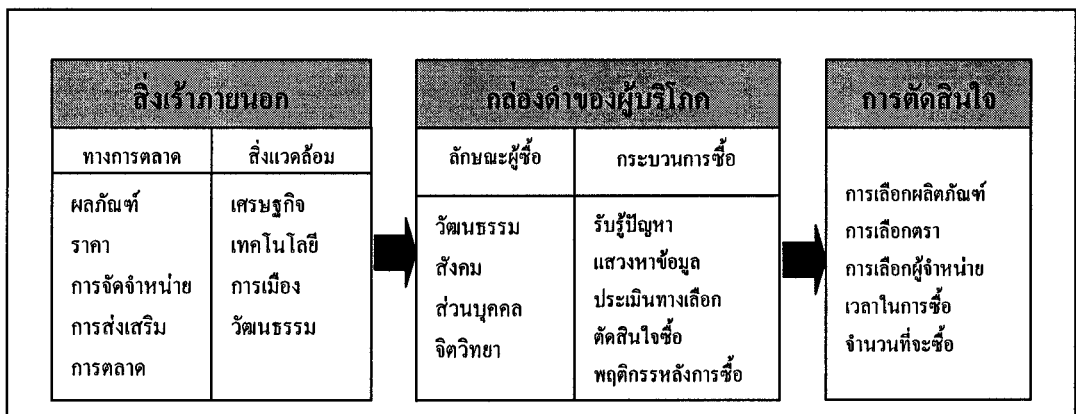 สิ่งเร้าภายนอก
ทางการตลาด
สิ่งแวดล้อม
ผลภัณฑ์
ราคา
การจัดจำหน่าย
การส่งเสริม
การตลาด
เศรษฐกิจ
เทคโนโลยี
การเมือง
วัฒนธรรม
กล่องดำของผู้บริโภค
ลักษณะผู้ซื้อ
กระบวนการซื้อ
วัฒนธรรม
สังคม
ส่วนบุคคล
จิตวิทยา
รับรู้ปัญหา
แสวงหาข้อมูล
ประเมินทางเลือก
ตัดสินใจซื้อ
พฤติกรรหลังการซื้อ
การตัดสินใจ
การเลือกผลิตภัณฑ์
การเลือกตรา
การเลือกผู้จำหน่าย
เวลาในการซื้อ
จำนวนที่จะซื้อ